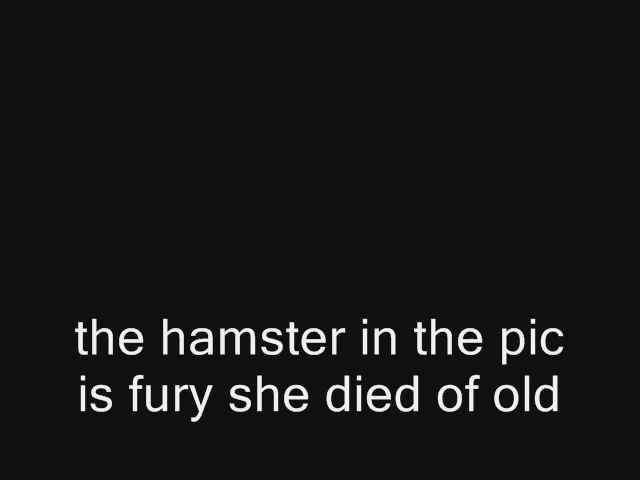 the hamster in the pic
is fury she died of old